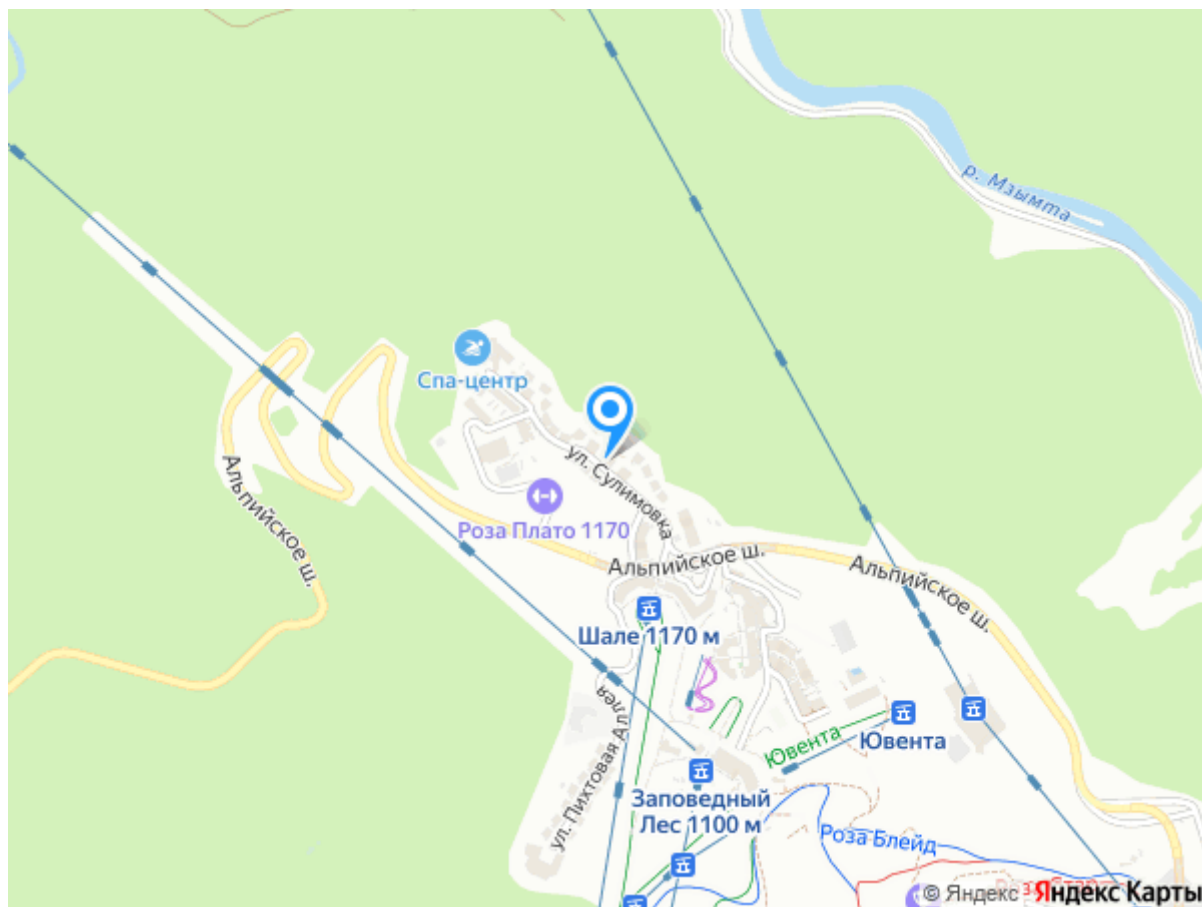 р. Мзымта
Спа-центр
ул. Сулимовка
Альпийское ш.
Роза Плато 1170
Альпийское ш.
Альпийское ш.
Шале 1170 м
ул. Пихтовая Аллея
Ювента
Ювента
Заповедный
Лес 1100 м
Роза Блейд
© Яндекс Яндекс Карты